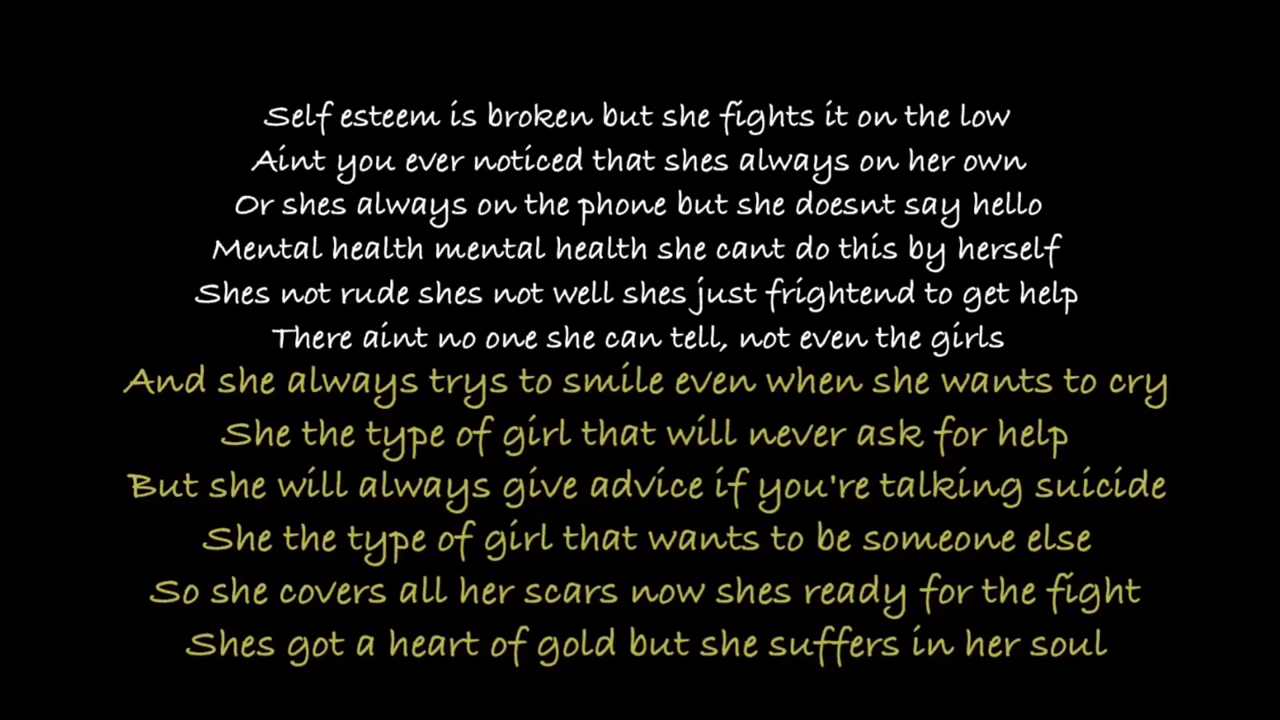 Self esteem is broken but she fights it on the low
Aint you ever noticed that shes always on her own
Or shes always on the phone but she doesnt say hello
Mental health mental health she cant do this by herself
Shes not rude shes not well shes just frightend to get help
There aint no one she can tell, not even the girls
And she always trys to smile even when she wants to cry
She the type of girl that will never ask for help
But she will always give advice if you're talking suicide
She the type of girl that wants to be someone else
So she covers all her scars now shes ready for the fight
Shes got a heart of gold but she suffers in her soul